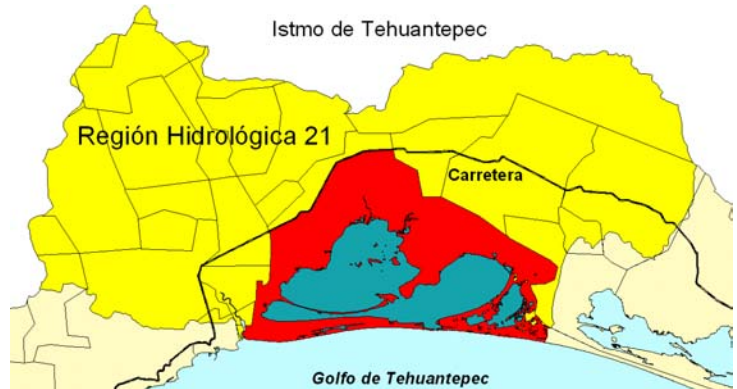 Istmo de Tehuantepec
Región Hidrológica 21
Carretera
Golfo de Tehuantepec